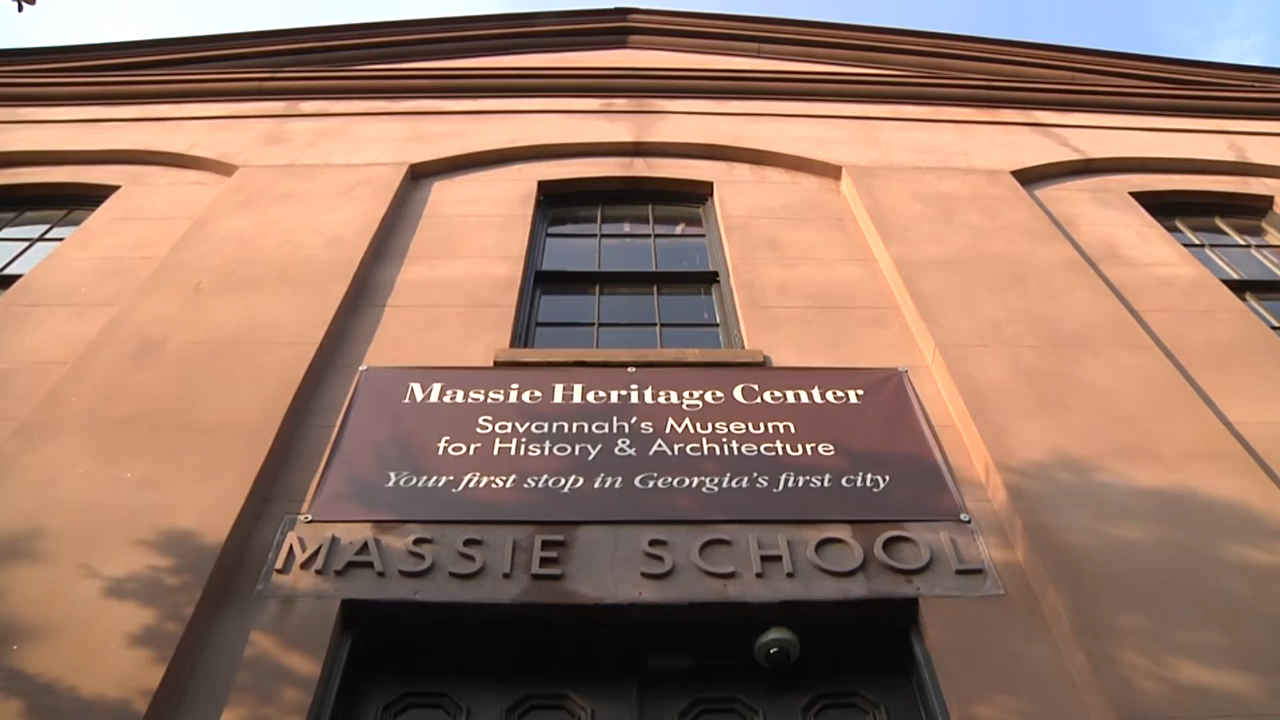 Massie Heritage Center
Savannah's Museum
for History & Architecture
Your first stop in Georgia's first city
MASSIE SCHOOL